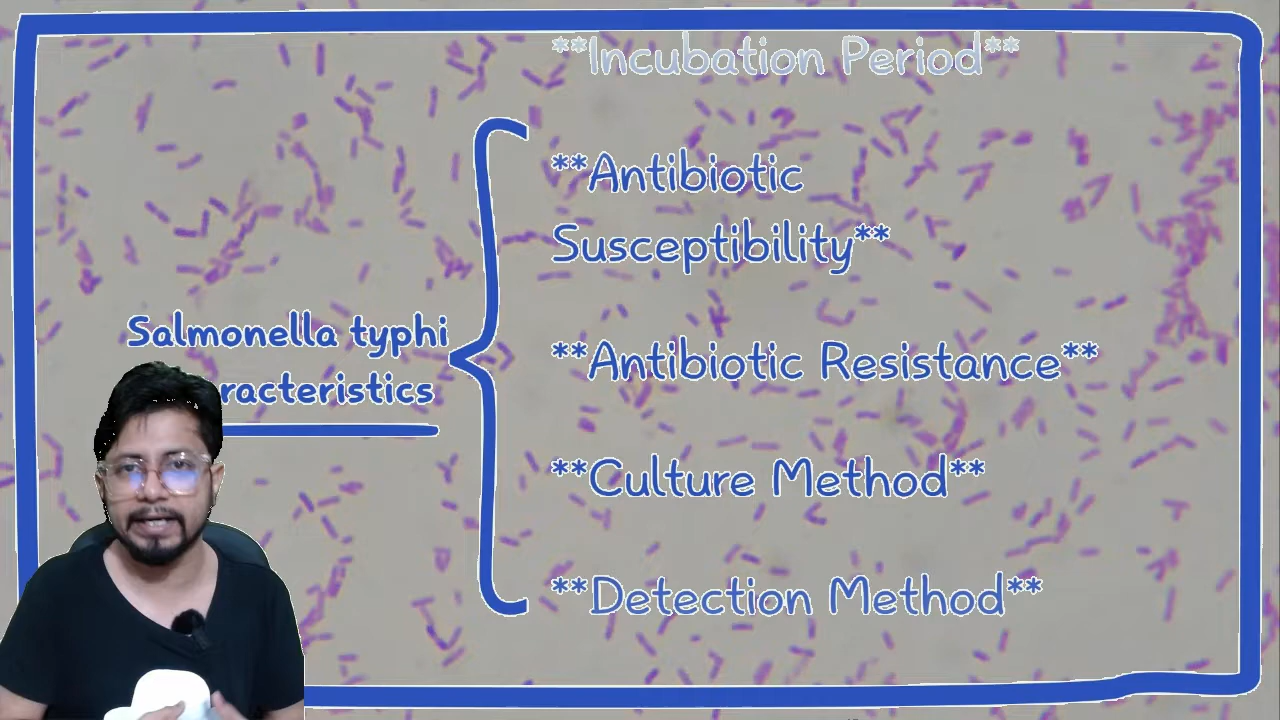 **Incubation Period**
**Antibiotic
Susceptibility**
Salmonella typhi
racteristics
**Antibiotic Resistance**
**Culture Method**
**Detection Method**